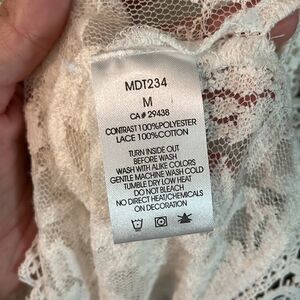 MDT234
M
CA# 29438
CONTRAST 100%POLYESTER
LACE 100%COTTON
TURN INSIDE OUT
BEFORE WASH
WASH WITH ALIKE COLORS
GENTLE MACHINE WASH COLD
TUMBLE DRY LOW HEAT
DO NOT BLEACH
NO DIRECT HEAT/CHEMICALS
ON DECORATION